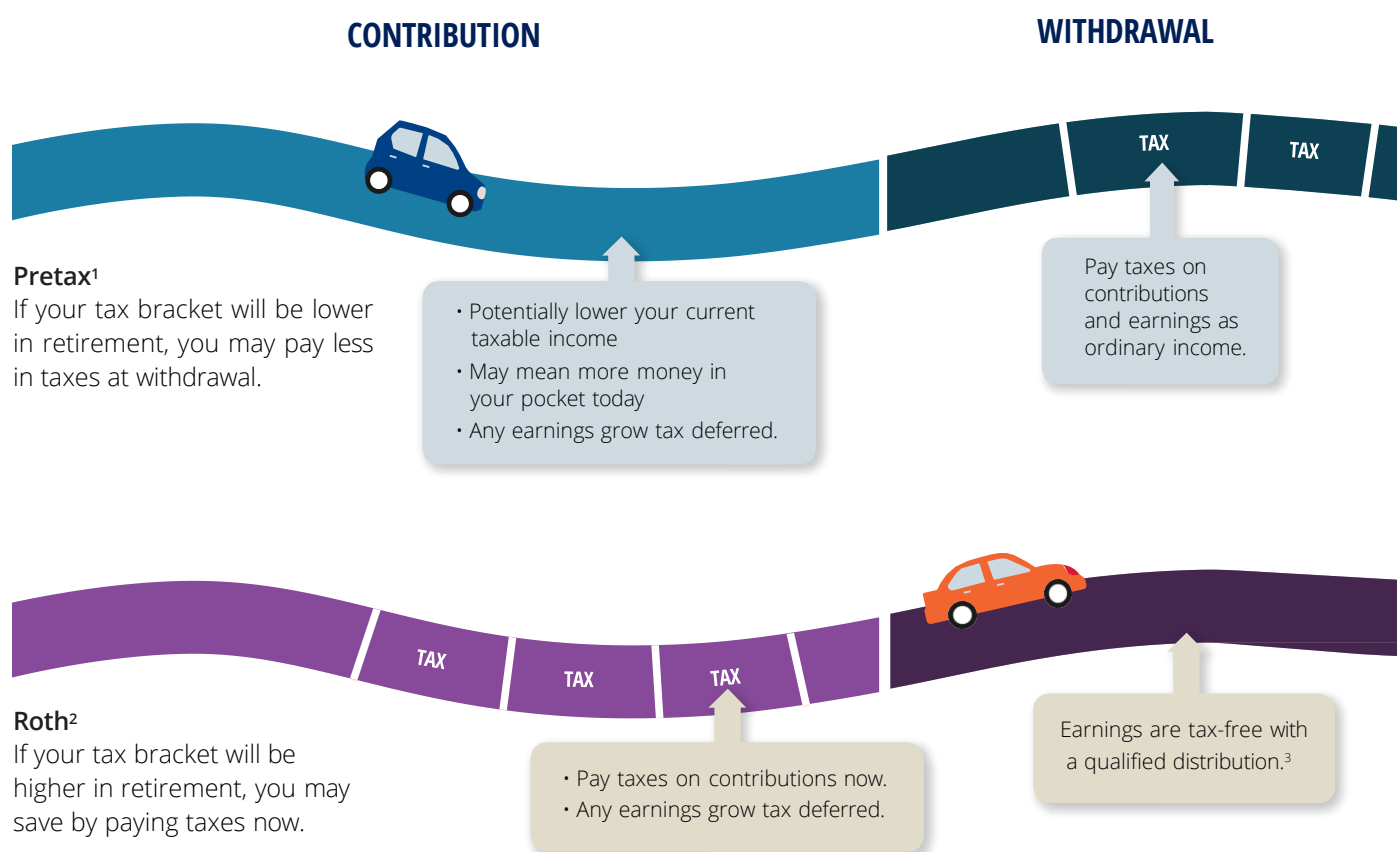 CONTRIBUTION
WITHDRAWAL
TAX
TAX
Pretax¹
If your tax bracket will be lower
in retirement, you may pay less
in taxes at withdrawal.
• Potentially lower your current
taxable income
• May mean more money in
your pocket today
• Any earnings grow tax deferred.
Pay taxes on
contributions
and earnings as
ordinary income.
TAX
TAX
TAX
Roth²
If your tax bracket will be
higher in retirement, you may
save by paying taxes now.
• Pay taxes on contributions now.
• Any earnings grow tax deferred.
Earnings are tax-free with
a qualified distribution.³